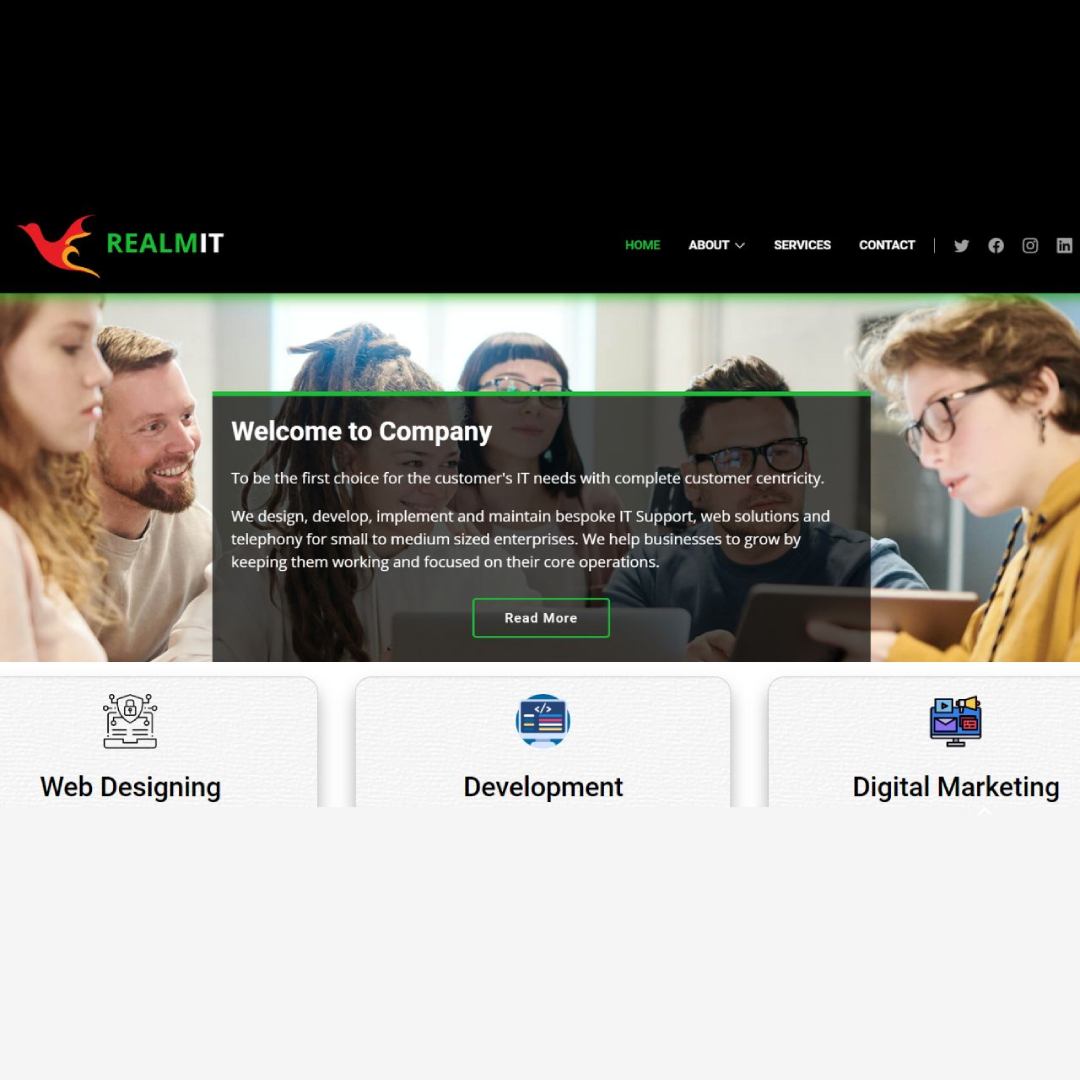 REALMIT
HOME ABOUT SERVICES CONTACT
Welcome to Company
To be the first choice for the customer's IT needs with complete customer centricity.
We design, develop, implement and maintain bespoke IT Support, web solutions and
telephony for small to medium sized enterprises. We help businesses to grow by
keeping them working and focused on their core operations.
Read More
Web Designing
Development
Digital Marketing